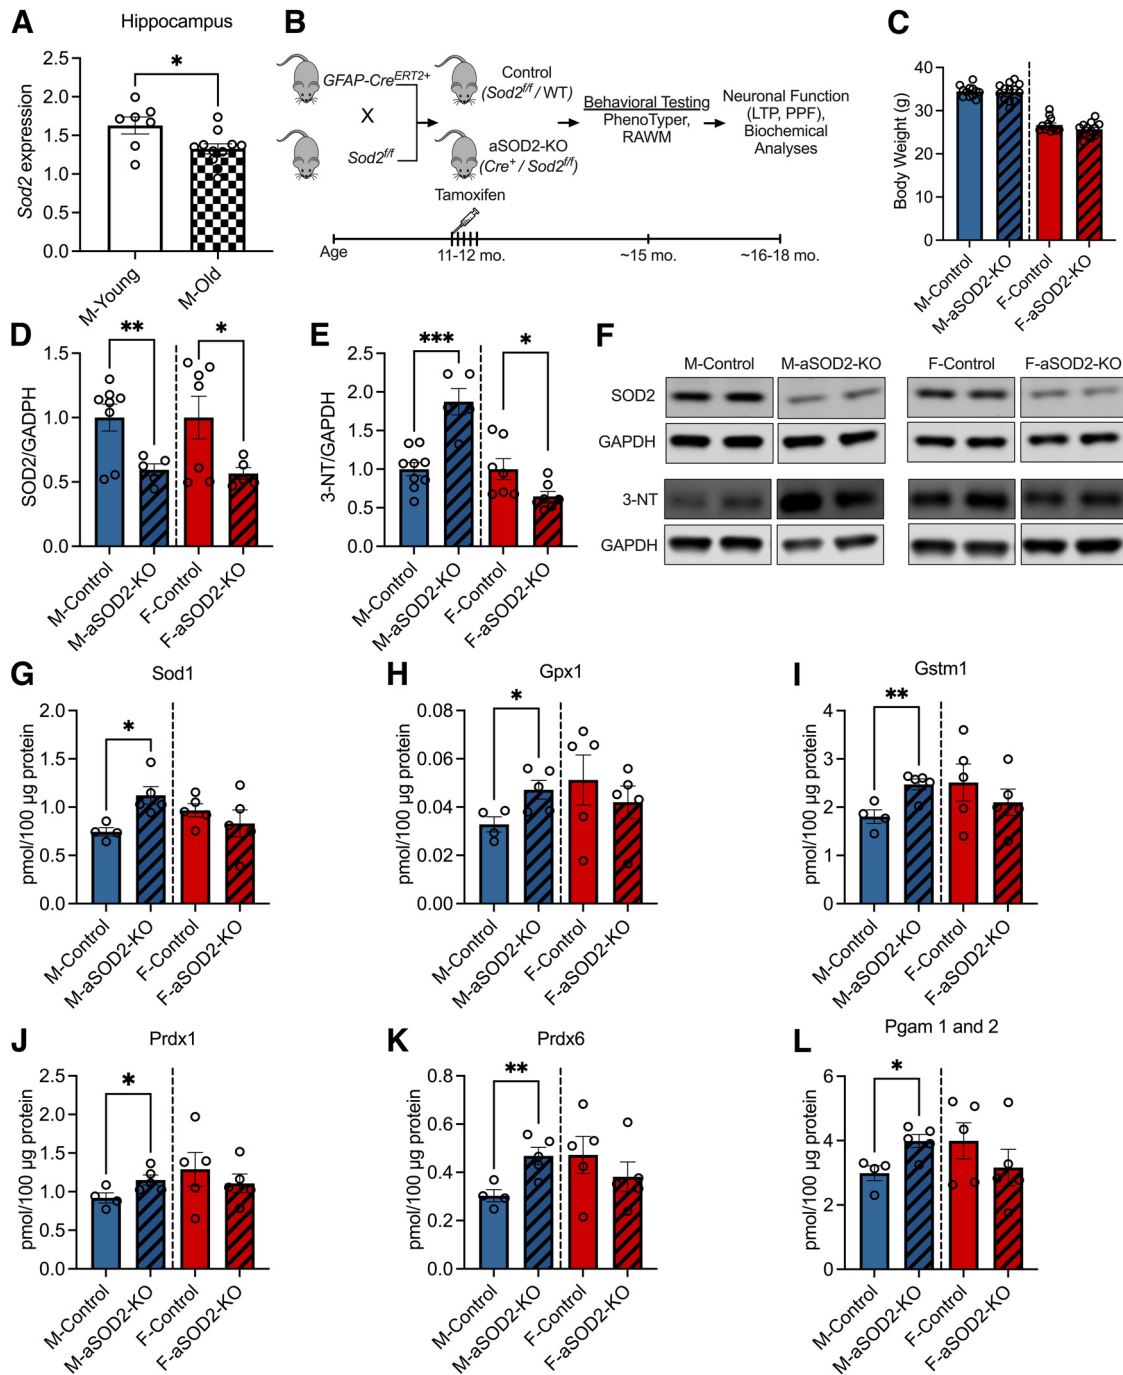 A
Hippocampus
Sod2 expression
2.5
2.0
1.5
1.0
0.5
0.0
*
M-Young
M-Old
B
GFAP-CreERT2+
X
Sod2f/f
Control
(Sod2f/f / WT)
aSOD2-KO
(Cre+ / Sod2f/f)
Behavioral Testing
PhenoTyper,
RAWM
Neuronal Function
(LTP, PPF),
Biochemical
Analyses
Tamoxifen
Age
11-12 mo.
~15 mo.
~16-18 mo.
C
Body Weight (g)
40
30
20
10
0
M-Control
M-aSOD2-KO
F-Control
F-aSOD2-KO
D
SOD2/GADPH
1.5
1.0
0.5
0.0
**
*
M-Control
M-aSOD2-KO
F-Control
F-aSOD2-KO
E
3-NT/GAPDH
2.5
2.0
1.5
1.0
0.5
0.0
***
*
M-Control
M-aSOD2-KO
F-Control
F-aSOD2-KO
F
M-Control
M-aSOD2-KO
F-Control
F-aSOD2-KO
SOD2
GAPDH
3-NT
GAPDH
G
Sod1
pmol/100 µg protein
2.0
1.5
1.0
0.5
0.0
*
M-Control
M-aSOD2-KO
F-Control
F-aSOD2-KO
H
Gpx1
pmol/100 µg protein
0.08
0.06
0.04
0.02
0.00
*
M-Control
M-aSOD2-KO
F-Control
F-aSOD2-KO
I
Gstm1
pmol/100 µg protein
4
3
2
1
0
**
M-Control
M-aSOD2-KO
F-Control
F-aSOD2-KO
J
Prdx1
pmol/100 µg protein
2.5
2.0
1.5
1.0
0.5
0.0
*
M-Control
M-aSOD2-KO
F-Control
F-aSOD2-KO
K
Prdx6
pmol/100 µg protein
0.8
0.6
0.4
0.2
0.0
**
M-Control
M-aSOD2-KO
F-Control
F-aSOD2-KO
L
Pgam 1 and 2
pmol/100 µg protein
6
4
2
0
*
M-Control
M-aSOD2-KO
F-Control
F-aSOD2-KO